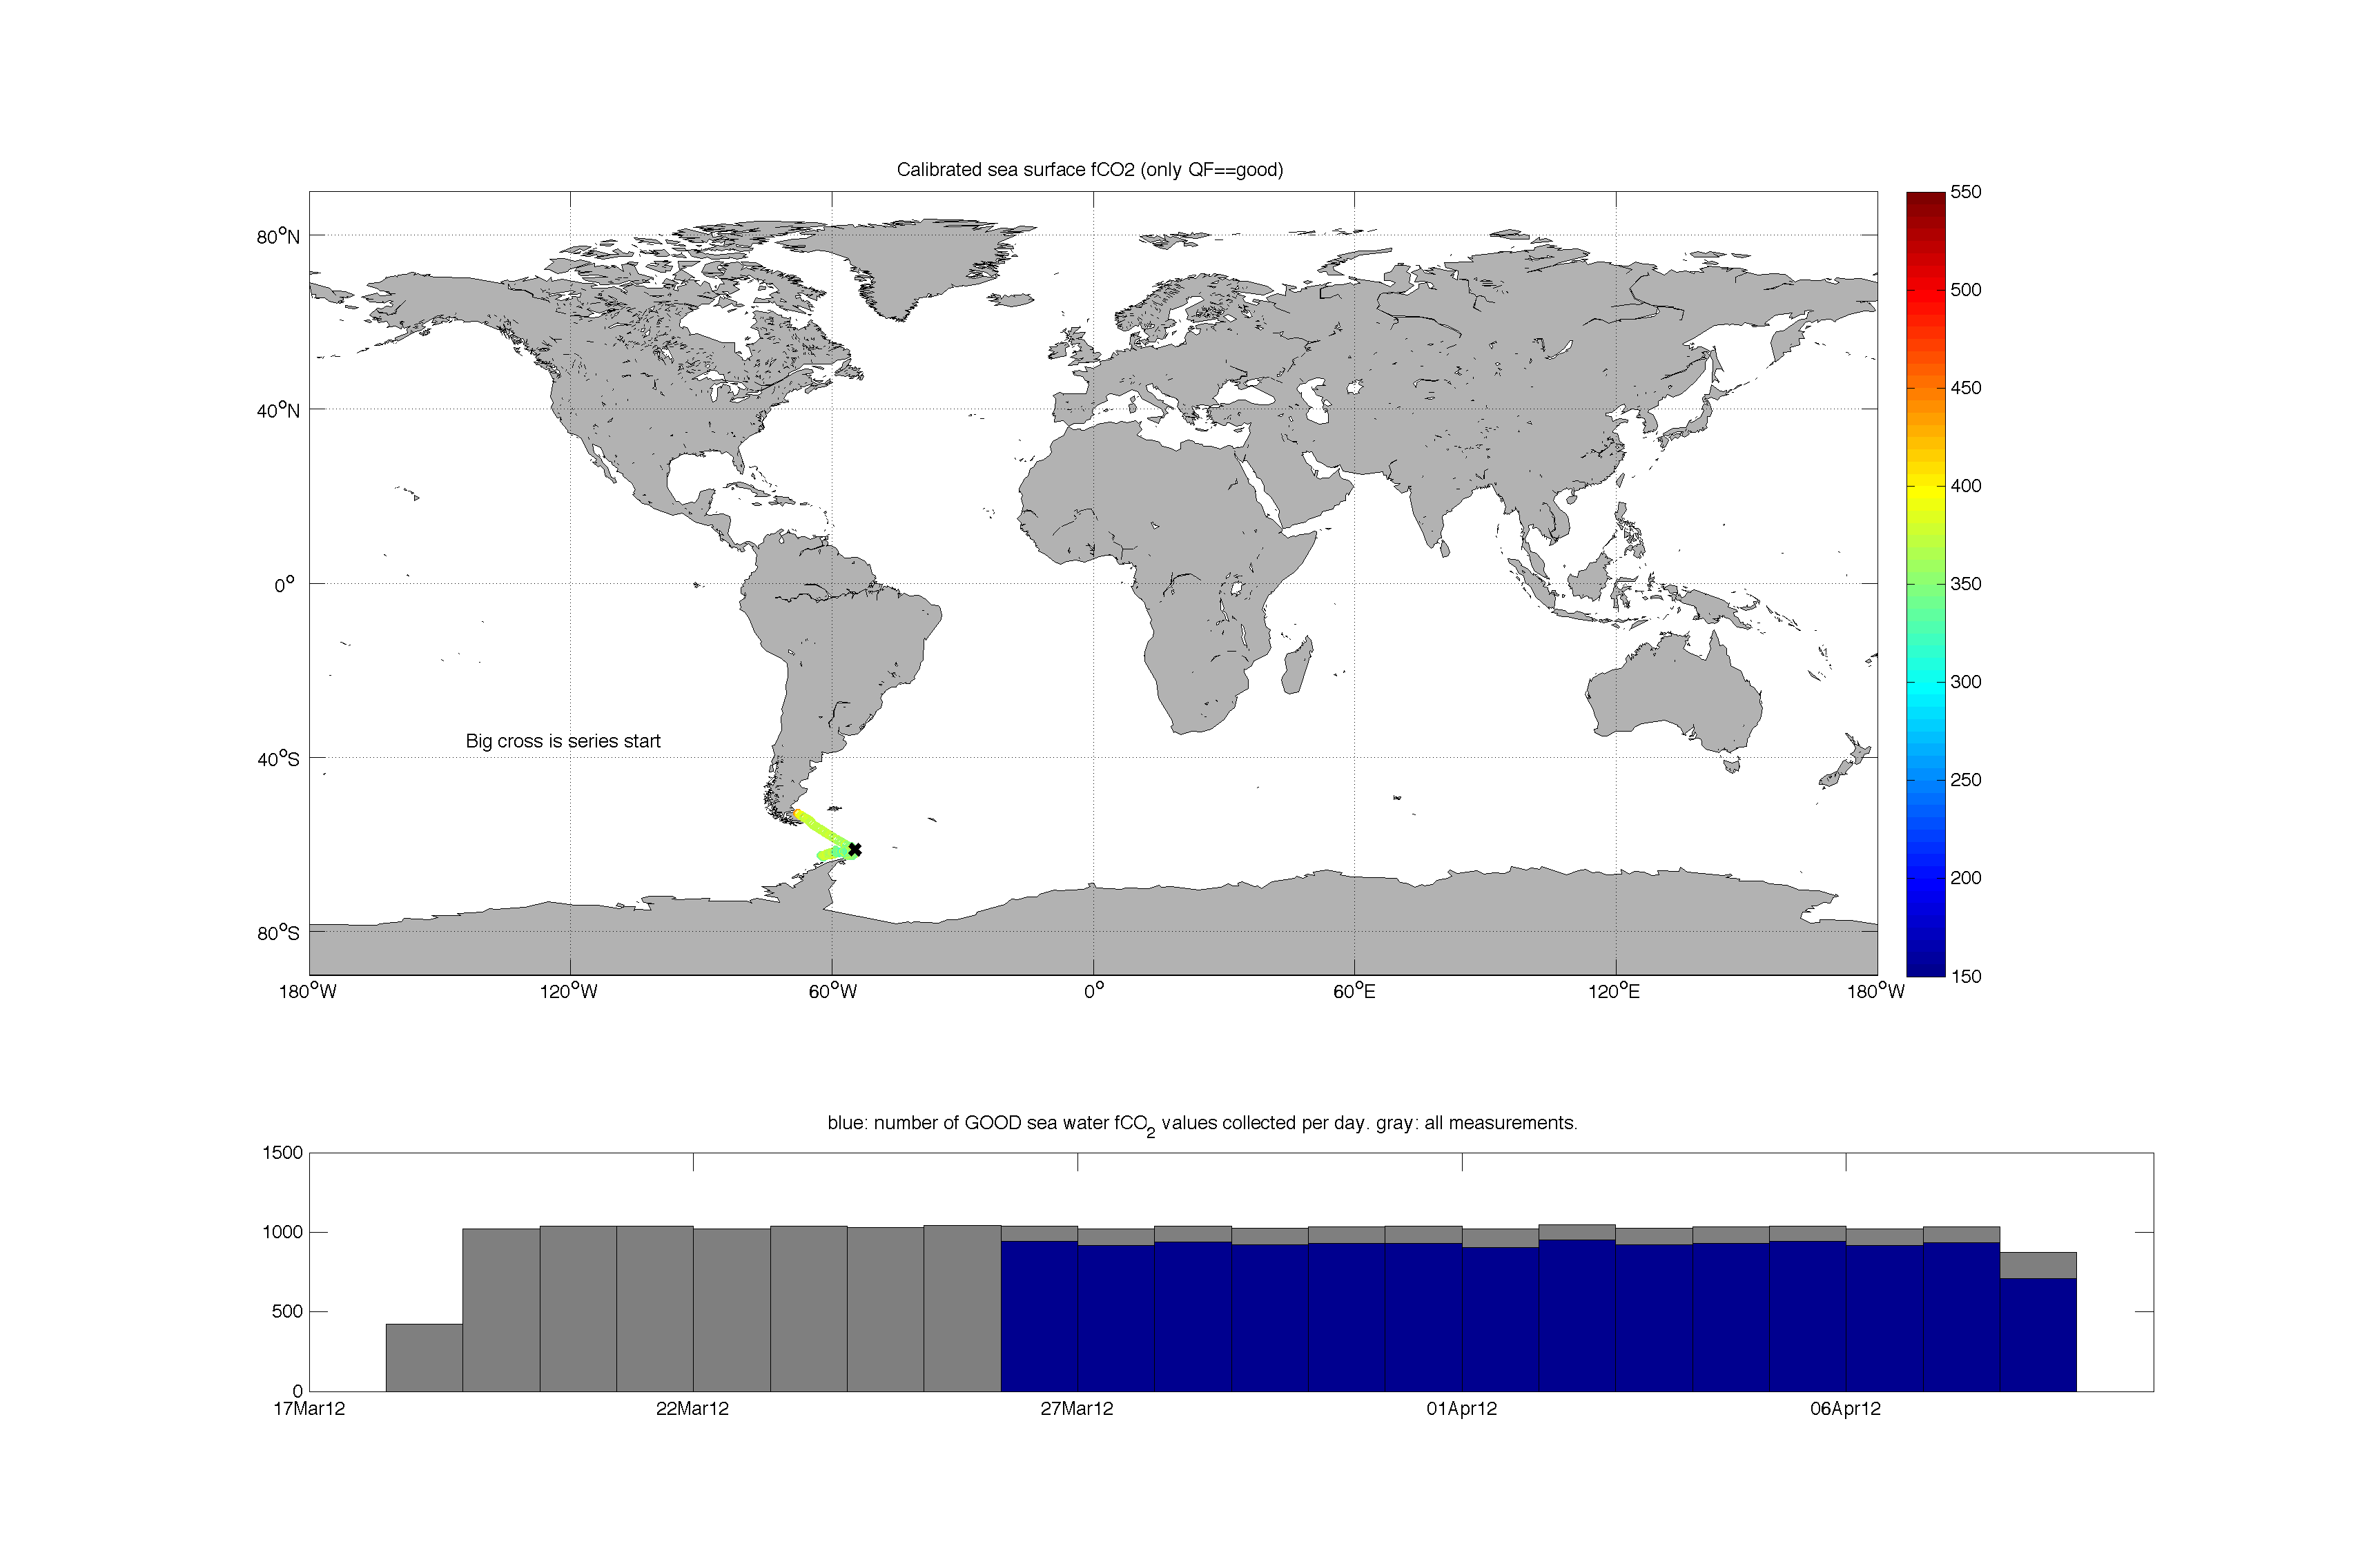 Calibrated sea surface fCO2 (only QF==good)
80°N
40°N
0°
40°S
80°S
180°W 120°W 60°W 0° 60°E 120°E 180°W
Big cross is series start
550
500
450
400
350
300
250
200
150
blue: number of GOOD sea water fCO2 values collected per day. gray: all measurements.
1500
1000
500
0
17Mar12 22Mar12 27Mar12 01Apr12 06Apr12